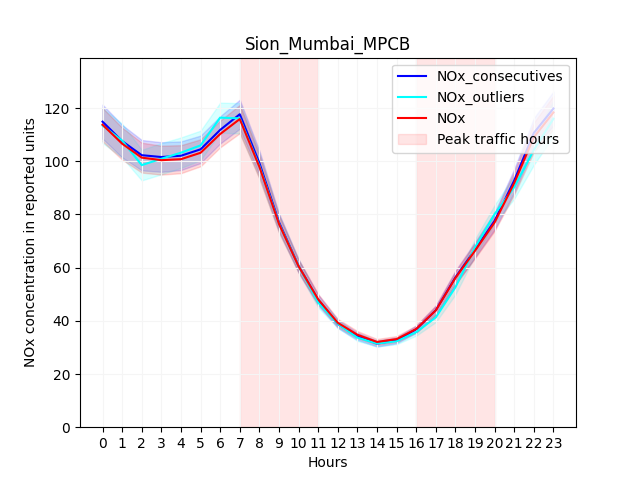 Sion_Mumbai_MPCB
NOx_consecutives
NOx_outliers
NOx
Peak traffic hours
NOx concentration in reported units
120
100
80
60
40
20
0
0 1 2 3 4 5 6 7 8 9 10 11 12 13 14 15 16 17 18 19 20 21 22 23
Hours